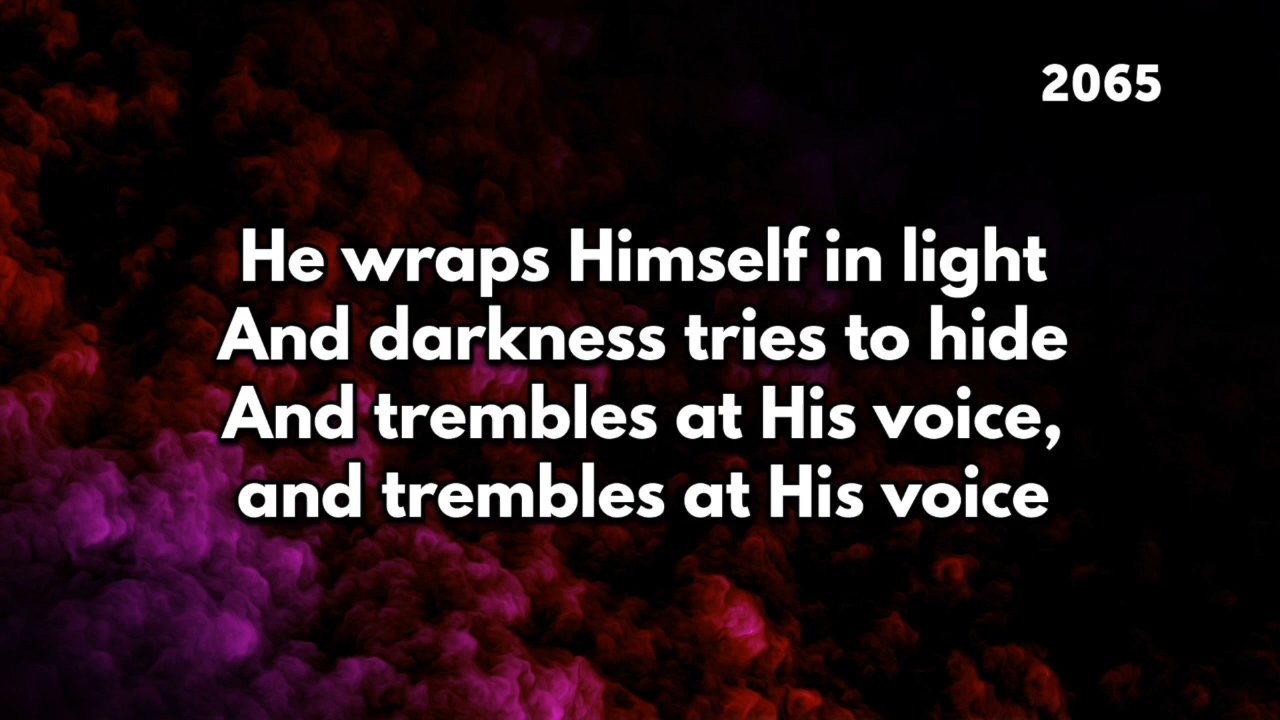 2065
He wraps Himself in light
And darkness tries to hide
And trembles at His voice,
and trembles at His voice